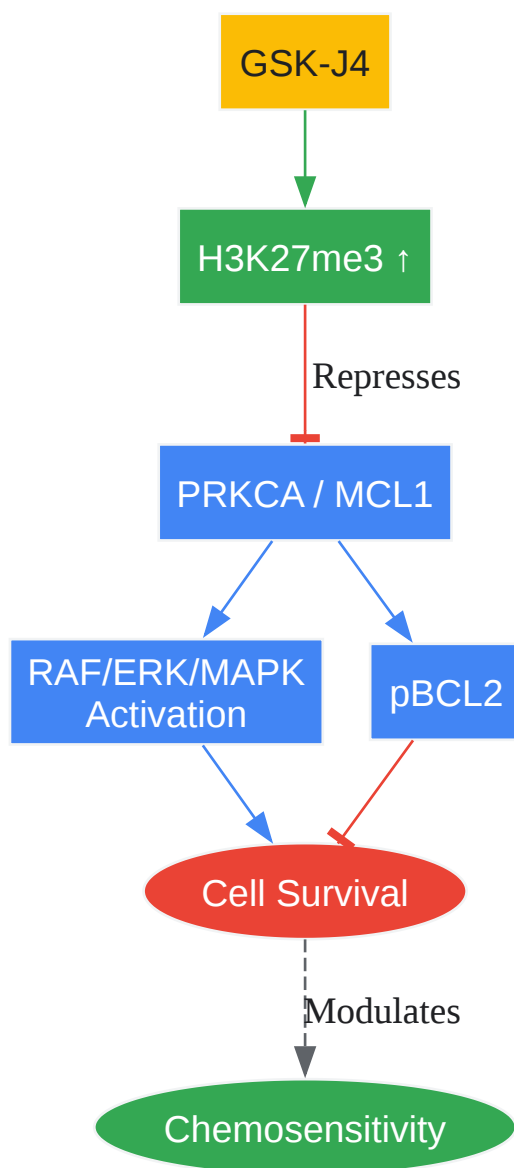 GSK-J4
H3K27me3 ↑
Represses
PRKCA / MCL1
RAF/ERK/MAPK
Activation
pBCL2
Cell Survival
Modulates
Chemosensitivity